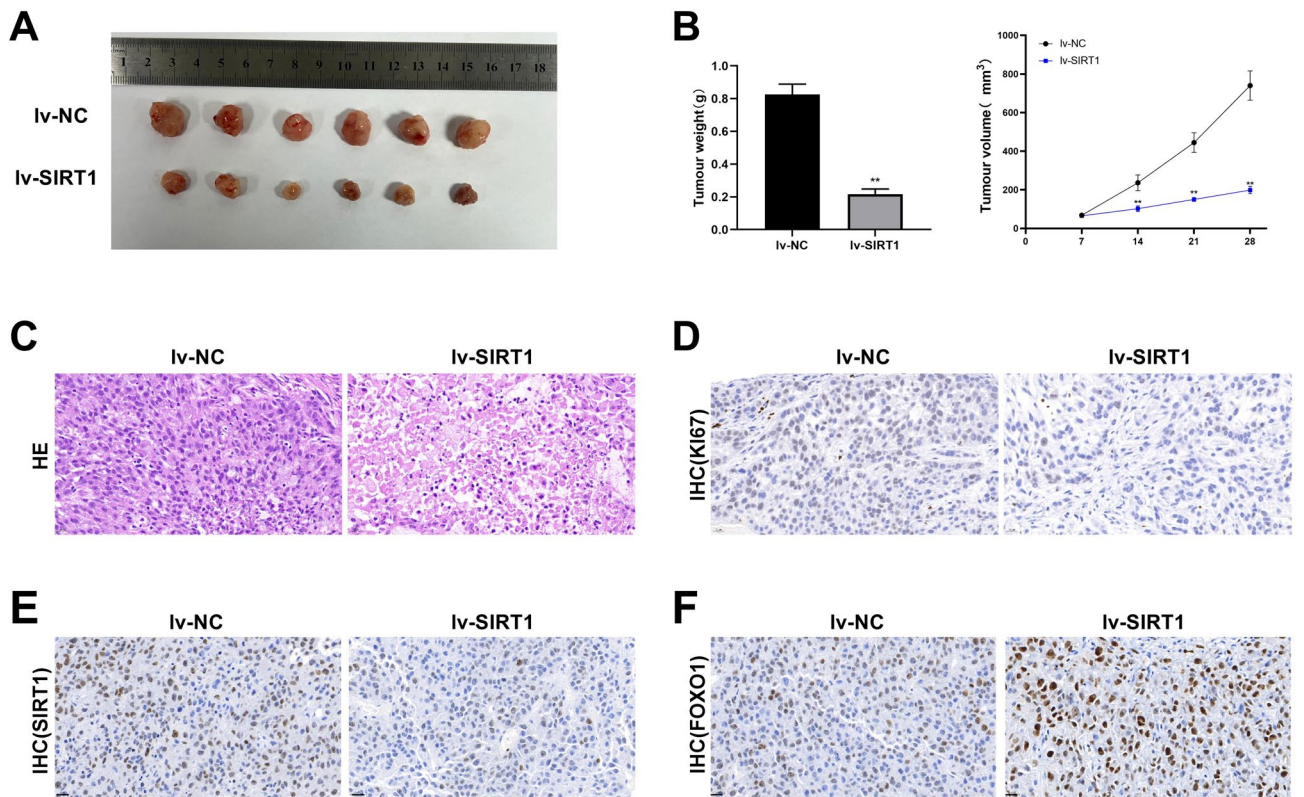 A
1 2 3 4 5 6 7 8 9 10 11 12 13 14 15 16 17 18
lv-NC
lv-SIRT1
B
Tumour weight(g)
1.0
0.8
0.6
0.4
0.2
0.0
**
lv-NC lv-SIRT1
lv-NC
lv-SIRT1
Tumour volume( mm³)
1000
800
600
400
200
0
** ** **
0 7 14 21 28
C
lv-NC lv-SIRT1
HE
D
lv-NC lv-SIRT1
IHC(KI67)
E
lv-NC lv-SIRT1
IHC(SIRT1)
F
lv-NC lv-SIRT1
IHC(FOXO1)